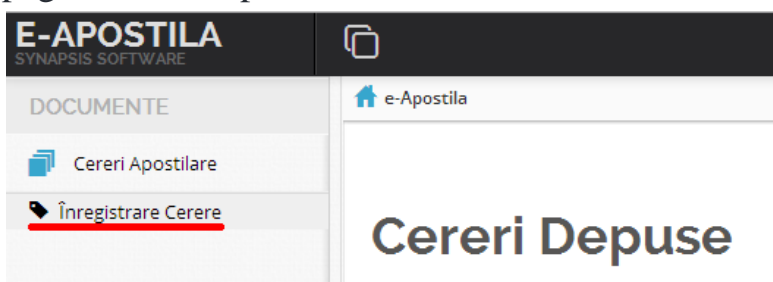 E-APOSTILA
SYNAPSIS SOFTWARE
DOCUMENTE
e-Apostila
Cereri Apostilare
Înregistrare Cerere
Cereri Depuse